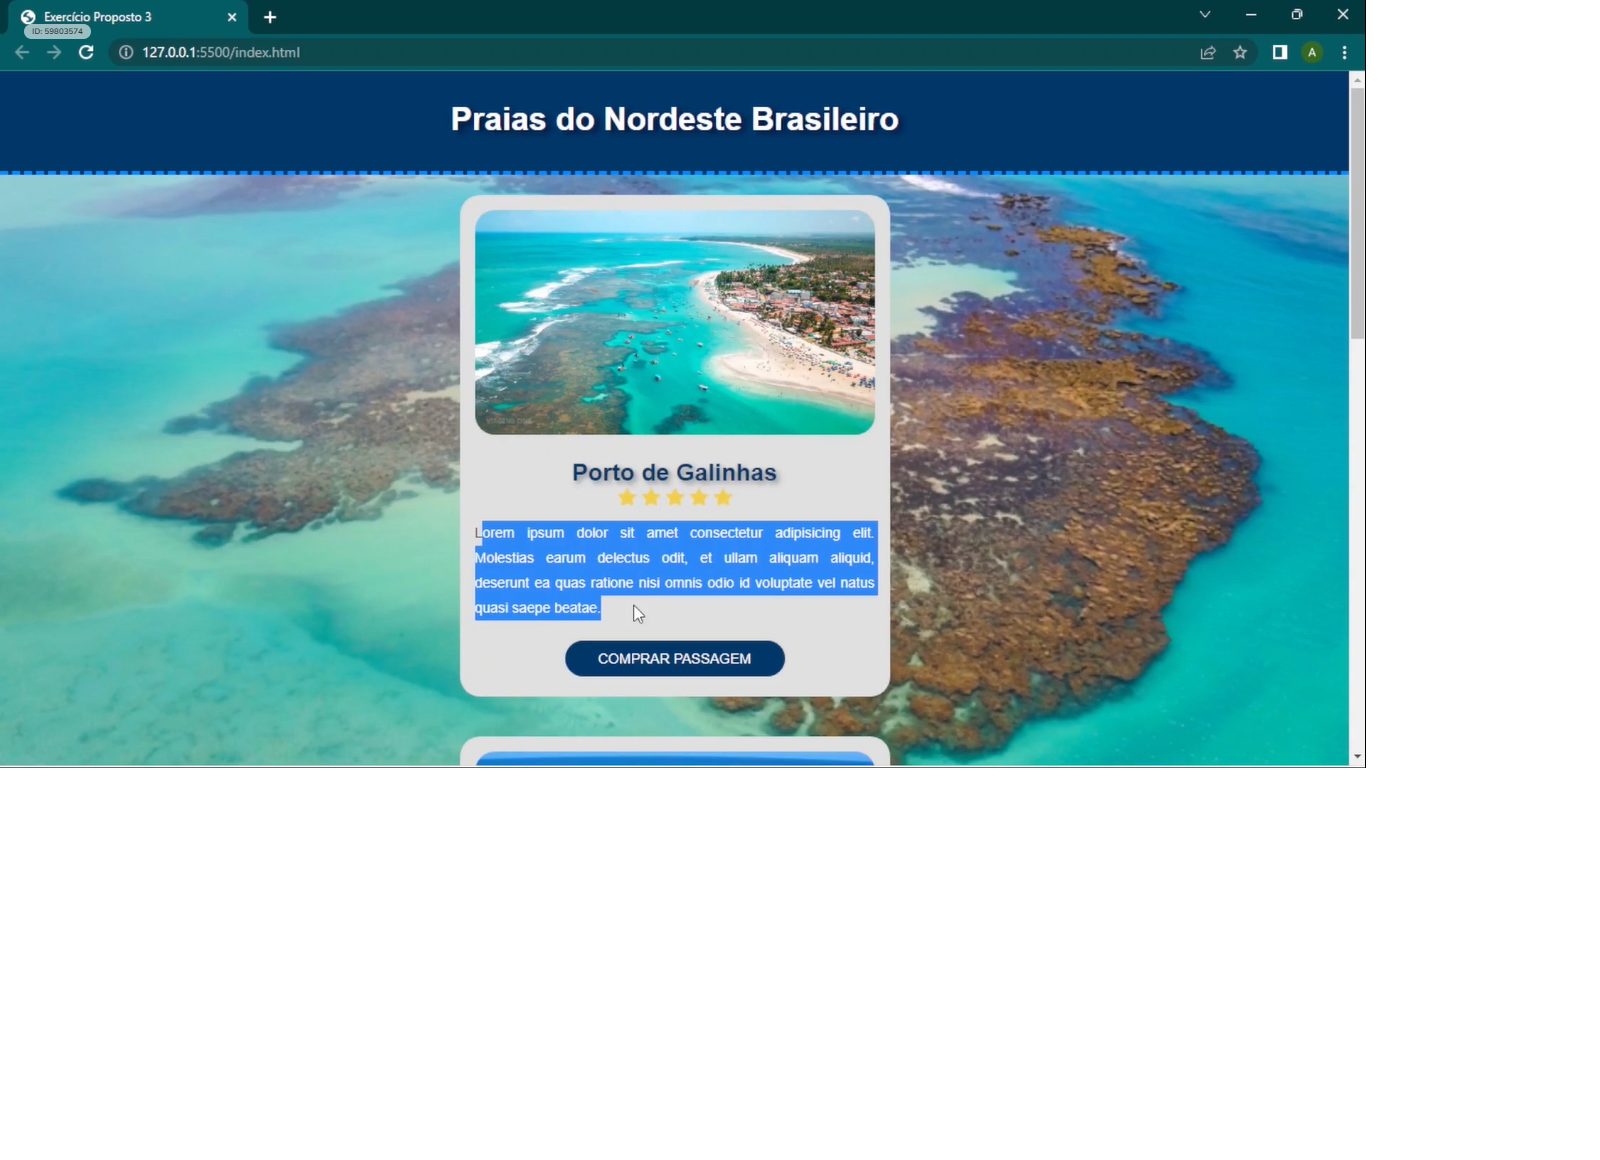 Exercício Proposto 3
ID: 59803574
127.0.0.1:5500/index.html
A
Praias do Nordeste Brasileiro
Porto de Galinhas
Lorem ipsum dolor sit amet consectetur adipisicing elit.
Molestias earum delectus odit, et ullam aliquam aliquid,
deserunt ea quas ratione nisi omnis odio id voluptate vel natus
quasi saepe beatae.
COMPRAR PASSAGEM